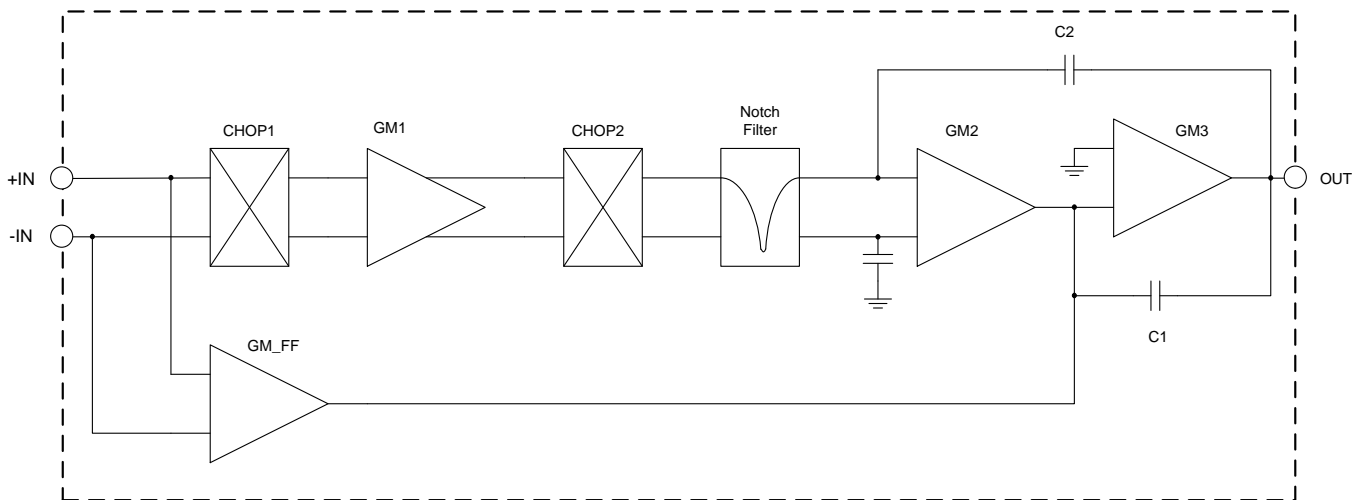 C2
Notch
Filter
CHOP1
GM1
CHOP2
GM2
GM3
+IN
OUT
-IN
C1
GM_FF